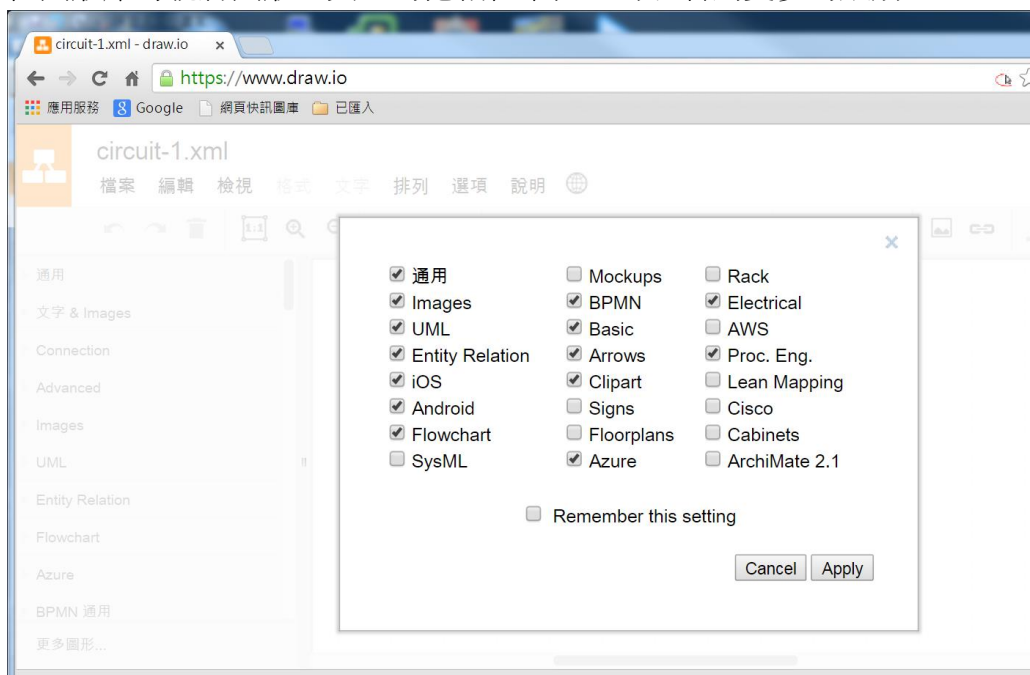 circuit-1.xml - draw.io
https://www.draw.io
應用服務 Google 網頁快訊圖庫 已匯入
circuit-1.xml
檔案 編輯 檢視 格式 文字 排列 選項 說明
1:1
通用
文字 & Images
Connection
Advanced
Images
UML
Entity Relation
Flowchart
Azure
BPMN 通用
更多圖形...
通用 Mockups Rack
Images BPMN Electrical
UML Basic AWS
Entity Relation Arrows Proc. Eng.
iOS Clipart Lean Mapping
Android Signs Cisco
Flowchart Floorplans Cabinets
SysML Azure ArchiMate 2.1
Remember this setting
Cancel Apply